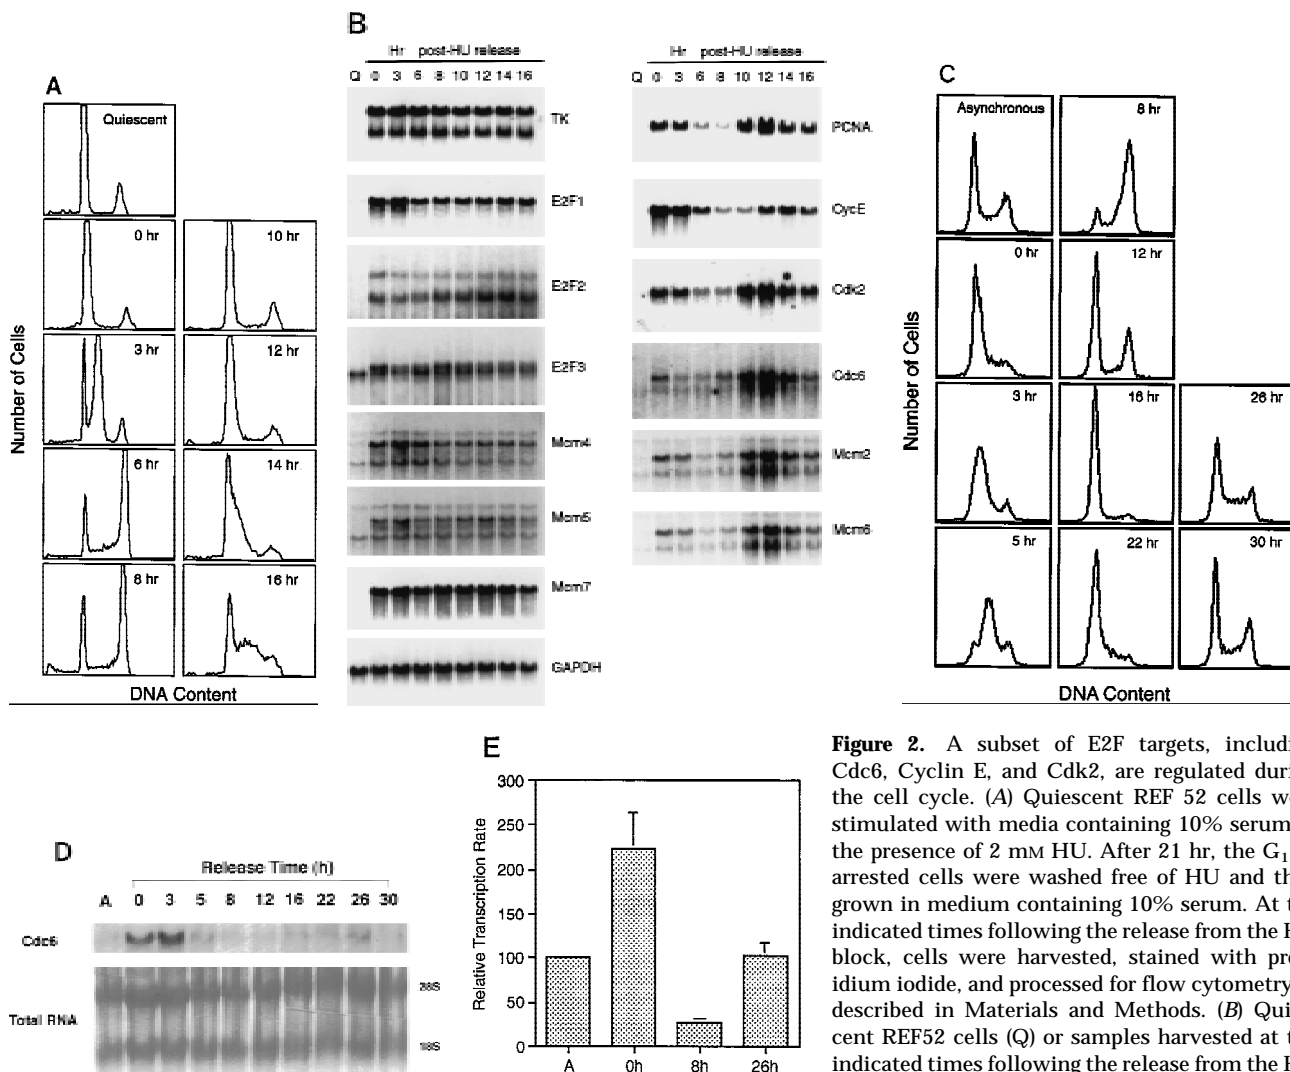 A
Quiescent
0 hr
10 hr
3 hr
12 hr
6 hr
14 hr
8 hr
16 hr
Number of Cells
DNA Content
B
Hr post-HU release
Q 0 3 6 8 10 12 14 16
TK
E2F1
E2F2
E2F3
Mcm4
Mcm5
Mcm7
GAPDH
Hr post-HU release
Q 0 3 6 8 10 12 14 16
PCNA
CycE
Cdk2
Cdc6
Mcm2
Mcm6
C
Asynchronous
8 hr
0 hr
12 hr
3 hr
16 hr
26 hr
5 hr
22 hr
30 hr
Number of Cells
DNA Content
D
Release Time (h)
A 0 3 5 8 12 16 22 26 30
Cdc6
Total RNA
28S
18S
E
Relative Transcription Rate
300
250
200
150
100
50
0
A 0h 8h 26h
Figure 2. A subset of E2F targets, includi
Cdc6, Cyclin E, and Cdk2, are regulated duri
the cell cycle. (A) Quiescent REF 52 cells we
stimulated with media containing 10% serum
the presence of 2 mM HU. After 21 hr, the G1
arrested cells were washed free of HU and th
grown in medium containing 10% serum. At t
indicated times following the release from the H
block, cells were harvested, stained with pro
idium iodide, and processed for flow cytometry
described in Materials and Methods. (B) Quie
cent REF52 cells (Q) or samples harvested at t
indicated times following the release from the H